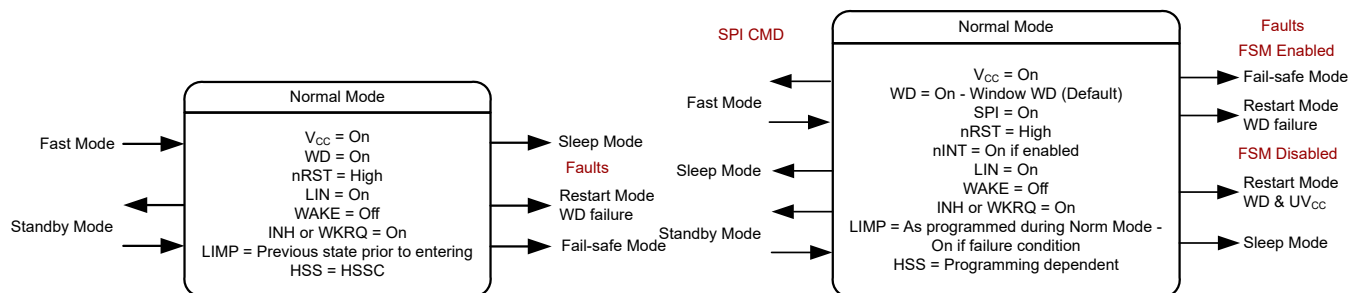 Normal Mode
V_CC = On
WD = On
nRST = High
LIN = On
WAKE = Off
INH or WKRQ = On
LIMP = Previous state prior to entering
HSS = HSSC
Fast Mode
Standby Mode
Sleep Mode
Faults
Restart Mode
WD failure
Fail-safe Mode
SPI CMD
Fast Mode
Sleep Mode
Standby Mode
Normal Mode
V_CC = On
WD = On - Window WD (Default)
SPI = On
nRST = High
nINT = On if enabled
LIN = On
WAKE = Off
INH or WKRQ = On
LIMP = As programmed during Norm Mode -
On if failure condition
HSS = Programming dependent
Faults
FSM Enabled
Fail-safe Mode
Restart Mode
WD failure
FSM Disabled
Restart Mode
WD & UV_CC
Sleep Mode